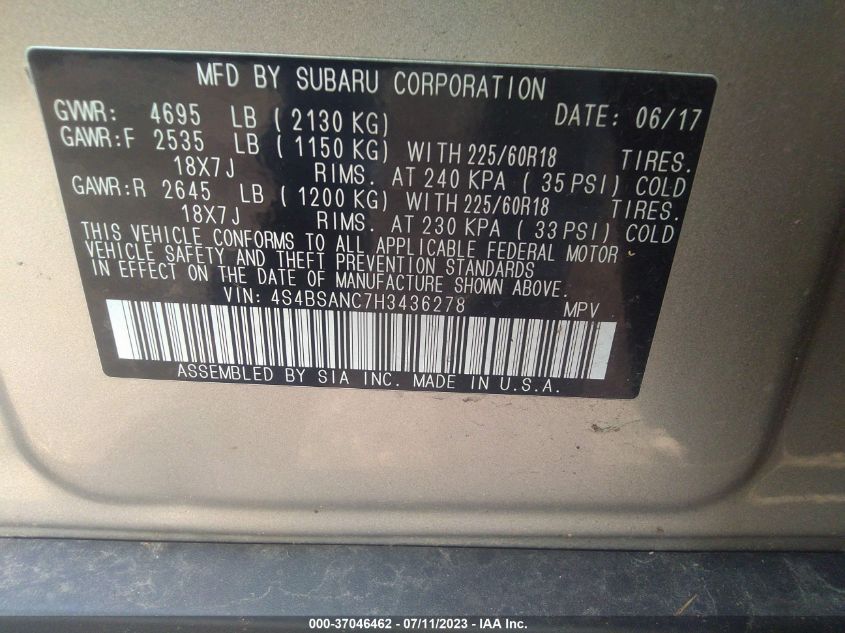 MFD BY SUBARU CORPORATION
GVWR: 4695 LB ( 2130 KG) DATE: 06/17
GAWR:F 2535 LB ( 1150 KG) WITH 225/60R18 TIRES.
18X7J RIMS. AT 240 KPA ( 35 PSI) COLD
GAWR:R 2645 LB ( 1200 KG) WITH 225/60R18 TIRES.
18X7J RIMS. AT 230 KPA ( 33 PSI) COLD
THIS VEHICLE CONFORMS TO ALL APPLICABLE FEDERAL MOTOR
VEHICLE SAFETY AND THEFT PREVENTION STANDARDS
IN EFFECT ON THE DATE OF MANUFACTURE SHOWN ABOVE.
VIN: 4S4BSANC7H3436278 MPV
ASSEMBLED BY SIA INC. MADE IN U.S.A.
000-37046462 - 07/11/2023 - IAA Inc.